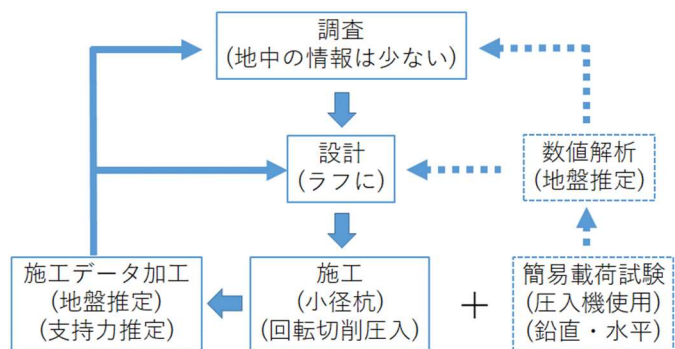 調査
(地中の情報は少ない)
設計
(ラフに)
数値解析
(地盤推定)
施工データ加工
(地盤推定)
(支持力推定)
施工
(小径杭)
(回転切削圧入)
+
簡易載荷試験
(圧入機使用)
(鉛直・水平)